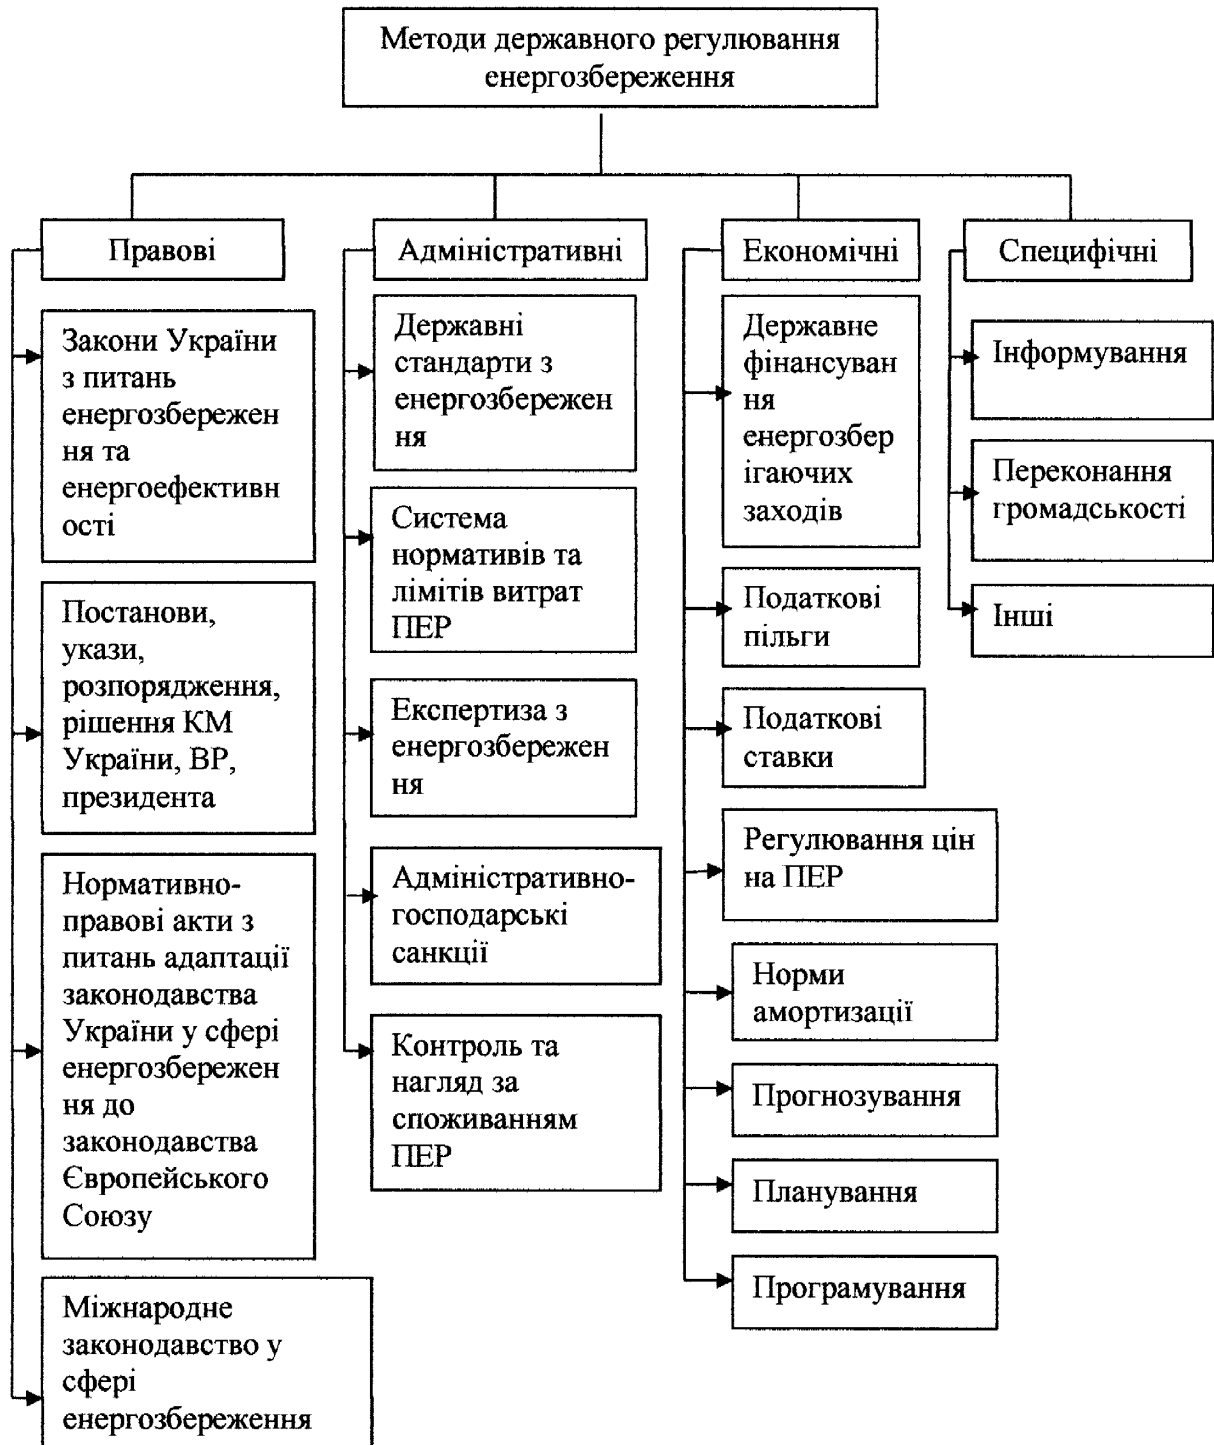 Методи державного регулювання
енергозбереження
Правові
Закони України
з питань
енергозбережен
ня та
енергоефективн
ості
Постанови,
укази,
розпорядження,
рішення КМ
України, ВР,
президента
Нормативно-
правові акти з
питань адаптації
законодавства
України у сфері
енергозбережен
ня до
законодавства
Європейського
Союзу
Міжнародне
законодавство у
сфері
енергозбереження
Адміністративні
Державні
стандарти з
енергозбережен
ня
Система
нормативів та
лімітів витрат
ПЕР
Експертиза з
енергозбережен
ня
Адміністративно-
господарські
санкції
Контроль та
нагляд за
споживанням
ПЕР
Економічні
Державне
фінансуван
ня
енергозбер
ігаючих
заходів
Податкові
пільги
Податкові
ставки
Регулювання цін
на ПЕР
Норми
амортизації
Прогнозування
Планування
Програмування
Специфічні
Інформування
Переконання
громадськості
Інші